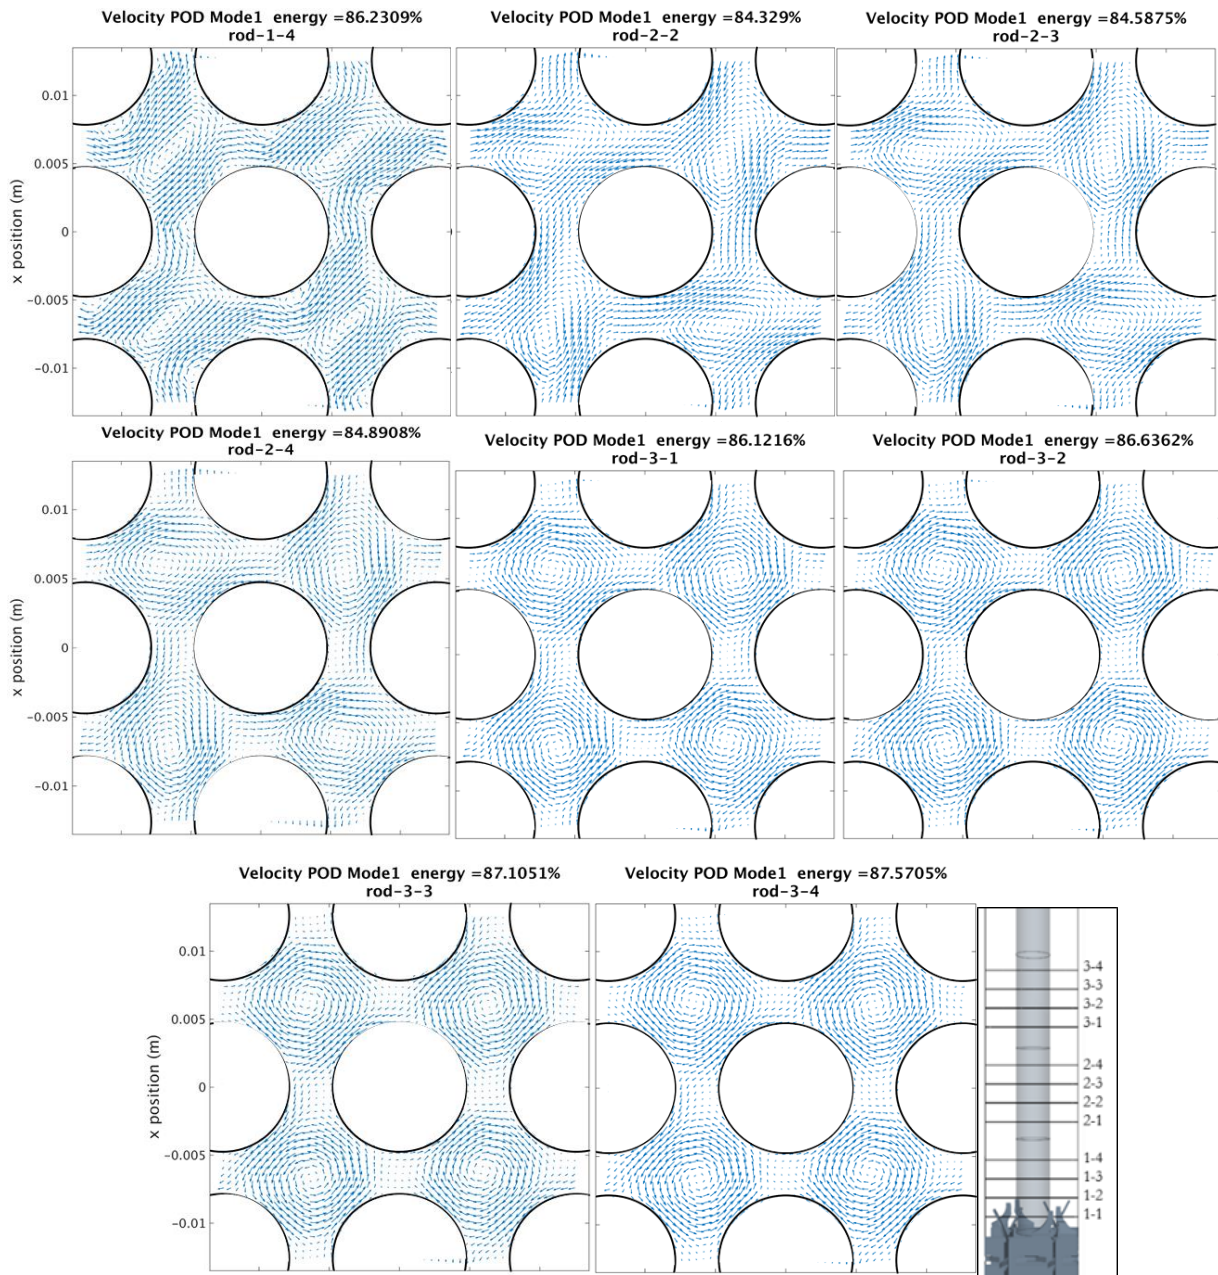 Velocity POD Mode1 energy =86.2309%
rod-1-4
Velocity POD Mode1 energy =84.329%
rod-2-2
Velocity POD Mode1 energy =84.5875%
rod-2-3
x position (m)
0.01
0.005
0
−0.005
−0.01
Velocity POD Mode1 energy =84.8908%
rod-2-4
Velocity POD Mode1 energy =86.1216%
rod-3-1
Velocity POD Mode1 energy =86.6362%
rod-3-2
x position (m)
0.01
0.005
0
−0.005
−0.01
Velocity POD Mode1 energy =87.1051%
rod-3-3
Velocity POD Mode1 energy =87.5705%
rod-3-4
x position (m)
0.01
0.005
0
−0.005
−0.01
3-4
3-3
3-2
3-1
2-4
2-3
2-2
2-1
1-4
1-3
1-2
1-1